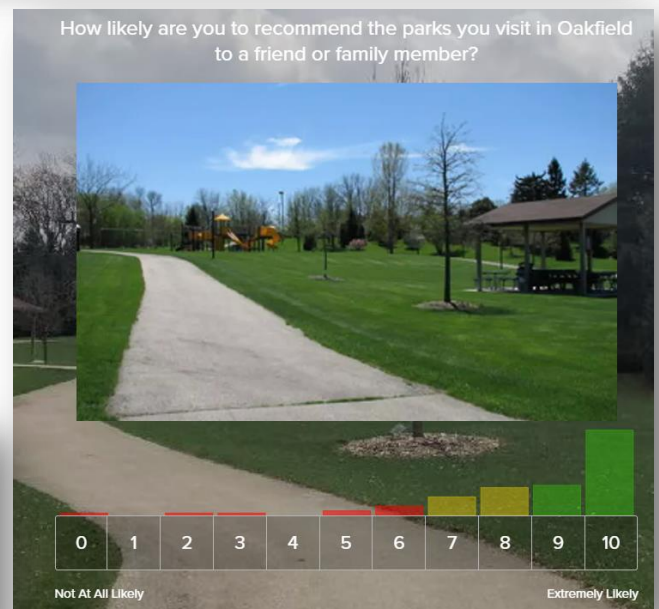 How likely are you to recommend the parks you visit in Oakfield
to a friend or family member?
0 1 2 3 4 5 6 7 8 9 10
Not At All Likely Extremely Likely